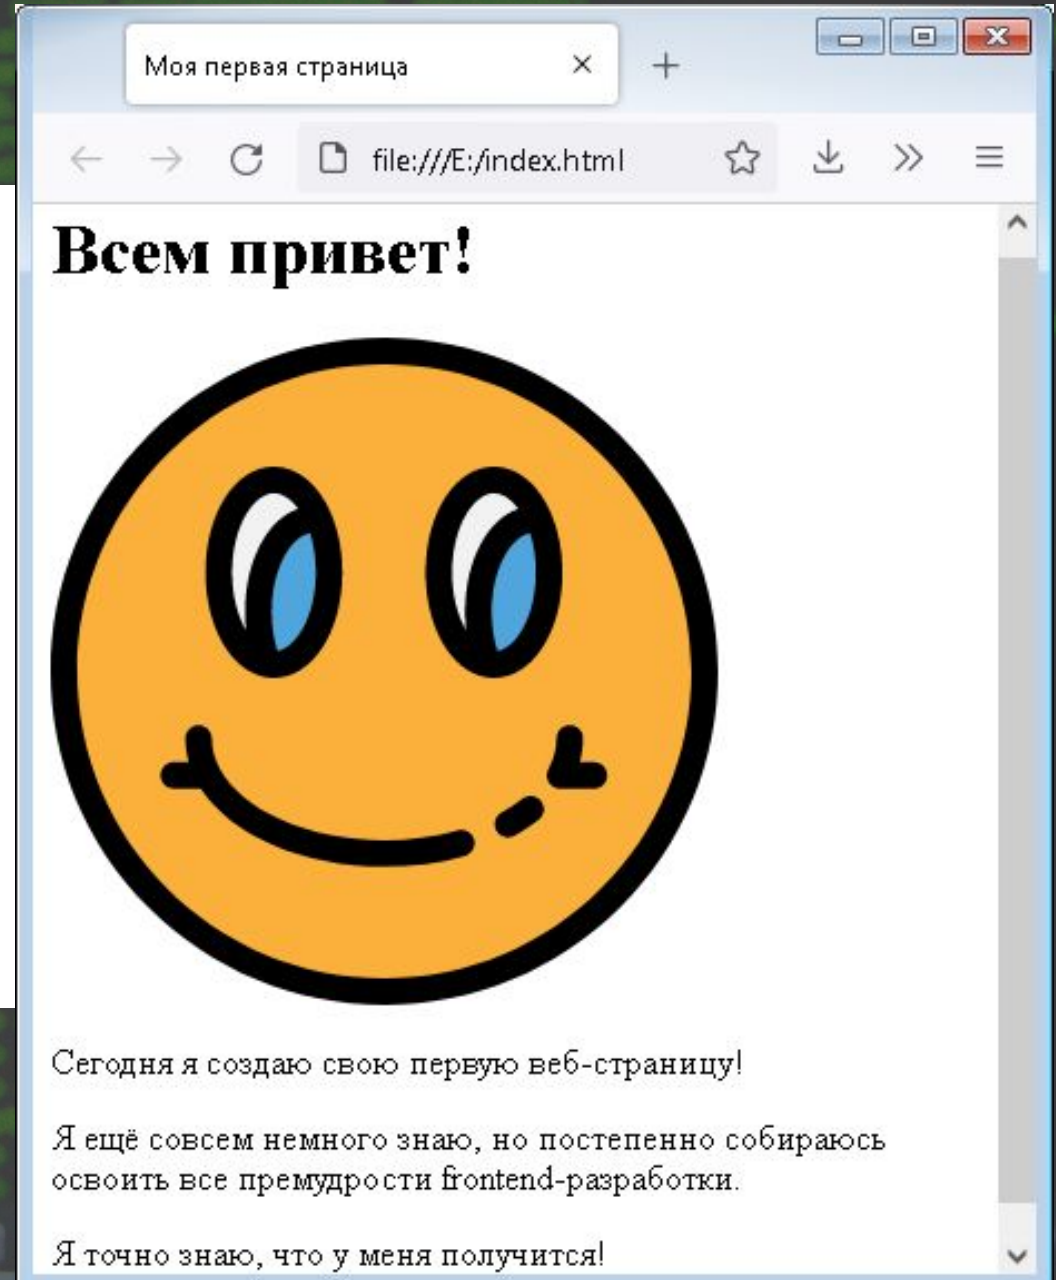 Моя первая страница
file:///E:/index.html
Всем привет!
Сегодня я создаю свою первую веб-страницу!
Я ещё совсем немного знаю, но постепенно собираюсь
освоить все премудрости frontend-разработки.
Я точно знаю, что у меня получится!